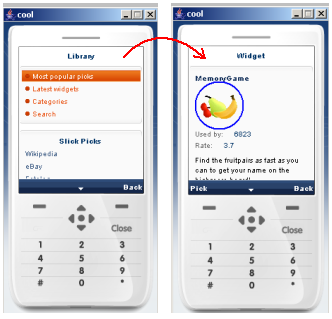 cool
Library
Most popular picks
Latest widgets
Categories
Search
Slick Picks
Wikipedia
eBay
Back
Close
1 2 3
4 5 6
7 8 9
# 0 *
cool
Widget
MemoryGame
Used by: 6823
Rate: 3.7
Find the fruitpairs as fast as you
can to get your name on the
Pick Back
Close
1 2 3
4 5 6
7 8 9
# 0 *